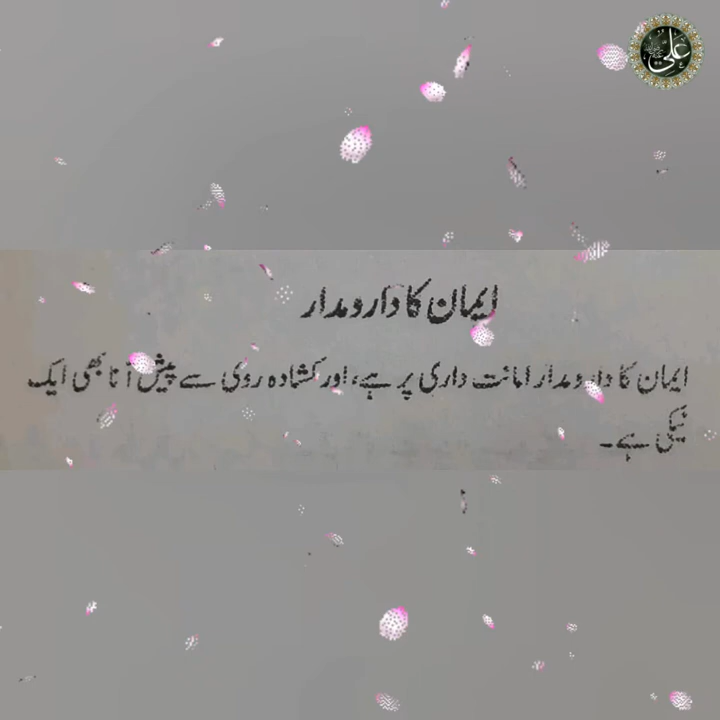 علی
ایمان کا دارومدار
ایمان کا دارومدار امانت داری پر ہے، اور کشادہ روی سے پیش آنا بھی ایک
نیکی ہے۔